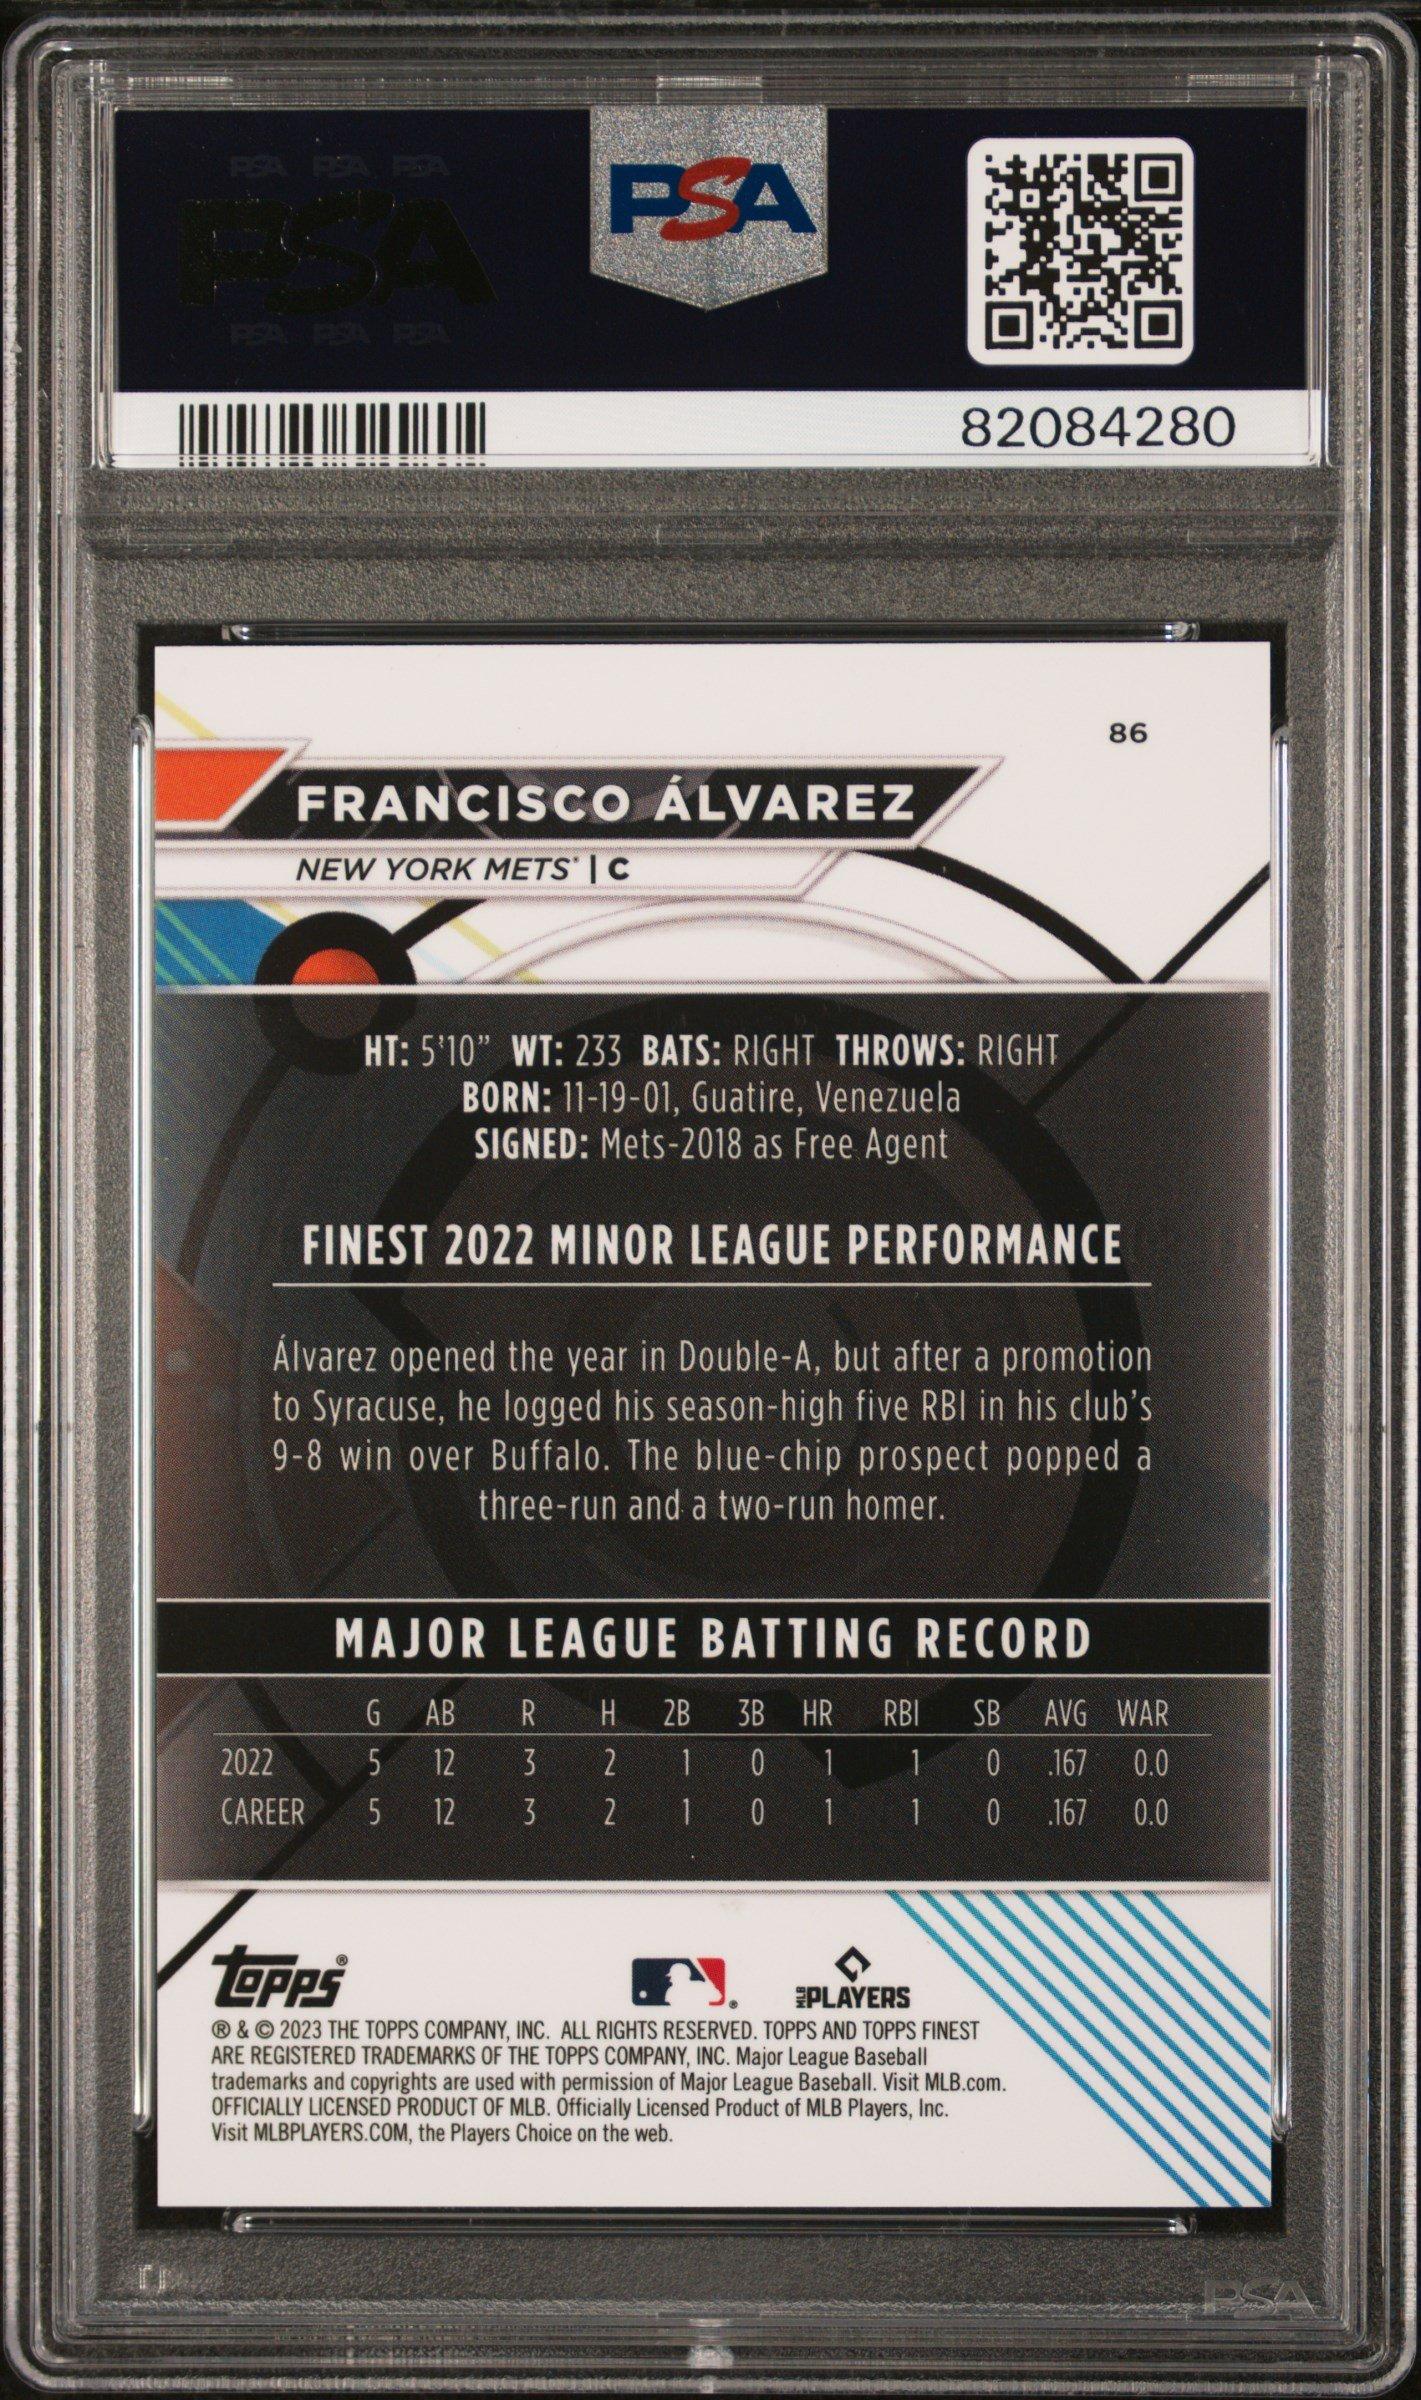 PSA PSA PSA
PSA
PSA PSA PSA
PSA
82084280
86
FRANCISCO ÁLVAREZ
NEW YORK METS® | C
HT: 5'10” WT: 233 BATS: RIGHT THROWS: RIGHT
BORN: 11-19-01, Guatire, Venezuela
SIGNED: Mets-2018 as Free Agent
FINEST 2022 MINOR LEAGUE PERFORMANCE
Álvarez opened the year in Double-A, but after a promotion
to Syracuse, he logged his season-high five RBI in his club’s
9-8 win over Buffalo. The blue-chip prospect popped a
three-run and a two-run homer.
MAJOR LEAGUE BATTING RECORD
G AB R H 2B 3B HR RBI SB AVG WAR
2022 5 12 3 2 1 0 1 1 0 .167 0.0
CAREER 5 12 3 2 1 0 1 1 0 .167 0.0
topps® ® MLB PLAYERS
® & © 2023 THE TOPPS COMPANY, INC. ALL RIGHTS RESERVED. TOPPS AND TOPPS FINEST
ARE REGISTERED TRADEMARKS OF THE TOPPS COMPANY, INC. Major League Baseball
trademarks and copyrights are used with permission of Major League Baseball. Visit MLB.com.
OFFICIALLY LICENSED PRODUCT OF MLB. Officially Licensed Product of MLB Players, Inc.
Visit MLBPLAYERS.COM, the Players Choice on the web.
PSA